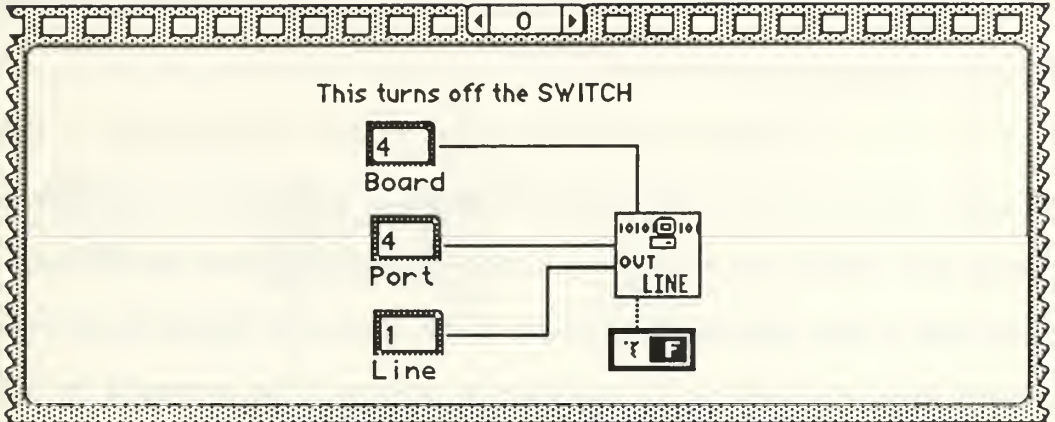 0
This turns off the SWITCH
4
Board
4
Port
1
Line
OUT
LINE
F